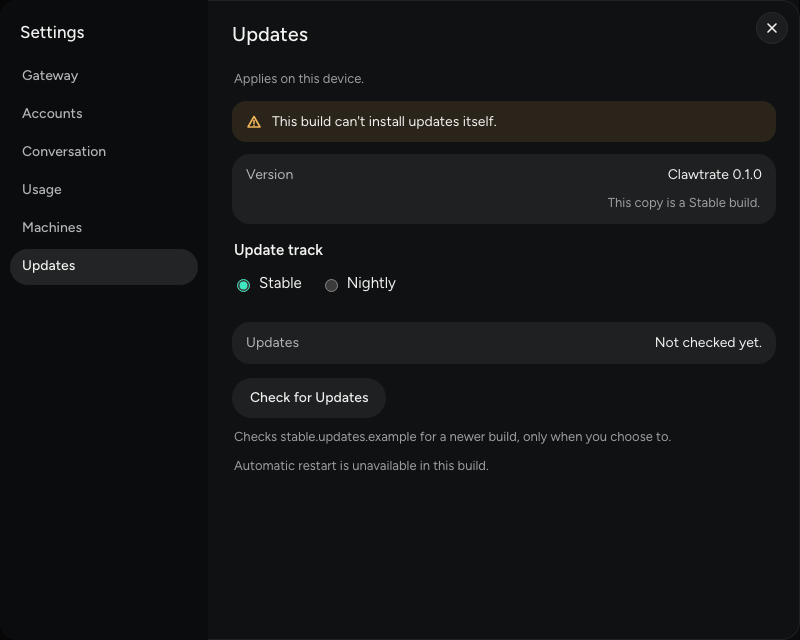 Settings
Gateway
Accounts
Conversation
Usage
Machines
Updates
Updates
Applies on this device.
This build can't install updates itself.
Version
Clawtrate 0.1.0
This copy is a Stable build.
Update track
Stable
Nightly
Updates
Not checked yet.
Check for Updates
Checks stable.updates.example for a newer build, only when you choose to.
Automatic restart is unavailable in this build.